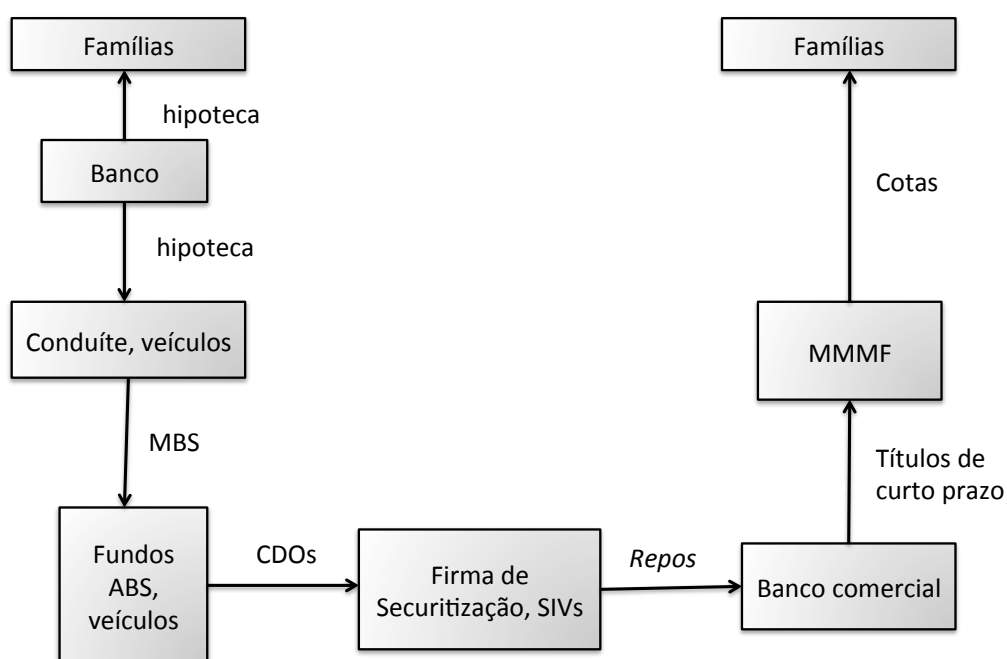 Famílias
hipoteca
Banco
hipoteca
Conduíte, veículos
MBS
Fundos
ABS,
veículos
CDOs
Firma de
Securitização, SIVs
Repos
Banco comercial
Títulos de
curto prazo
MMMF
Cotas
Famílias